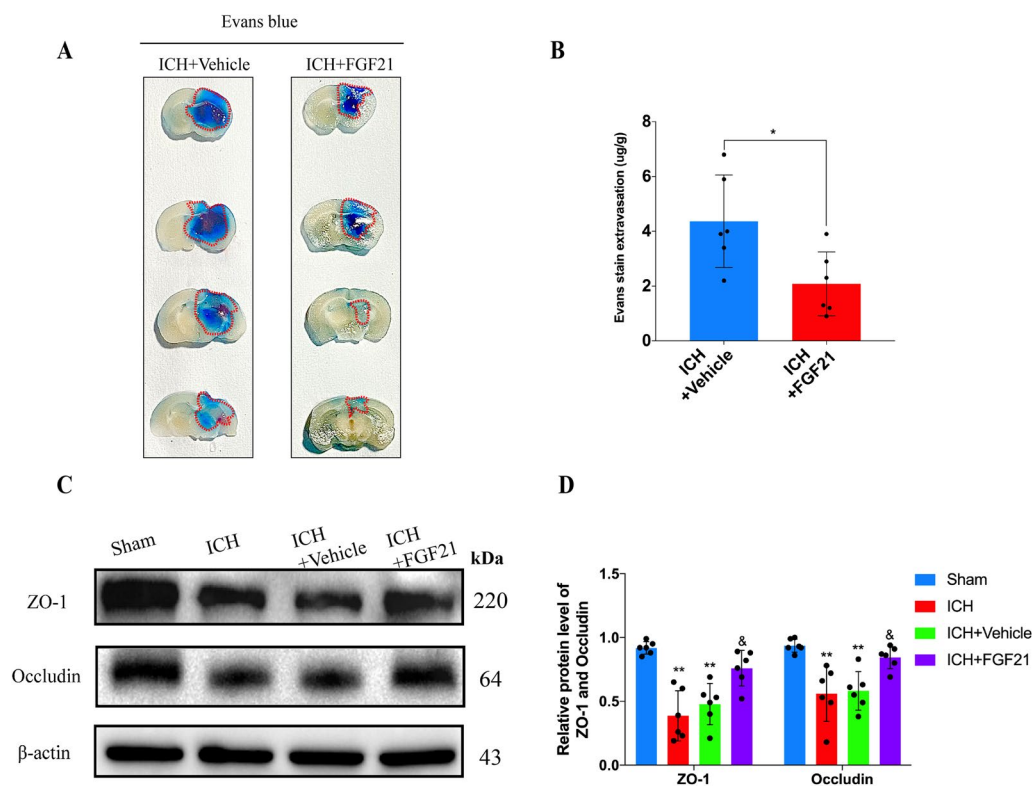 Evans blue
A
ICH+Vehicle
ICH+FGF21
B
Evans stain extravasation (ug/g)
8
6
4
2
0
*
ICH
+Vehicle
ICH
+FGF21
C
Sham
ICH
ICH
+Vehicle
ICH
+FGF21
kDa
ZO-1
220
Occludin
64
β-actin
43
D
Relative protein level of
ZO-1 and Occludin
1.5
1.0
0.5
0.0
** ** &
** ** &
ZO-1
Occludin
Sham
ICH
ICH+Vehicle
ICH+FGF21